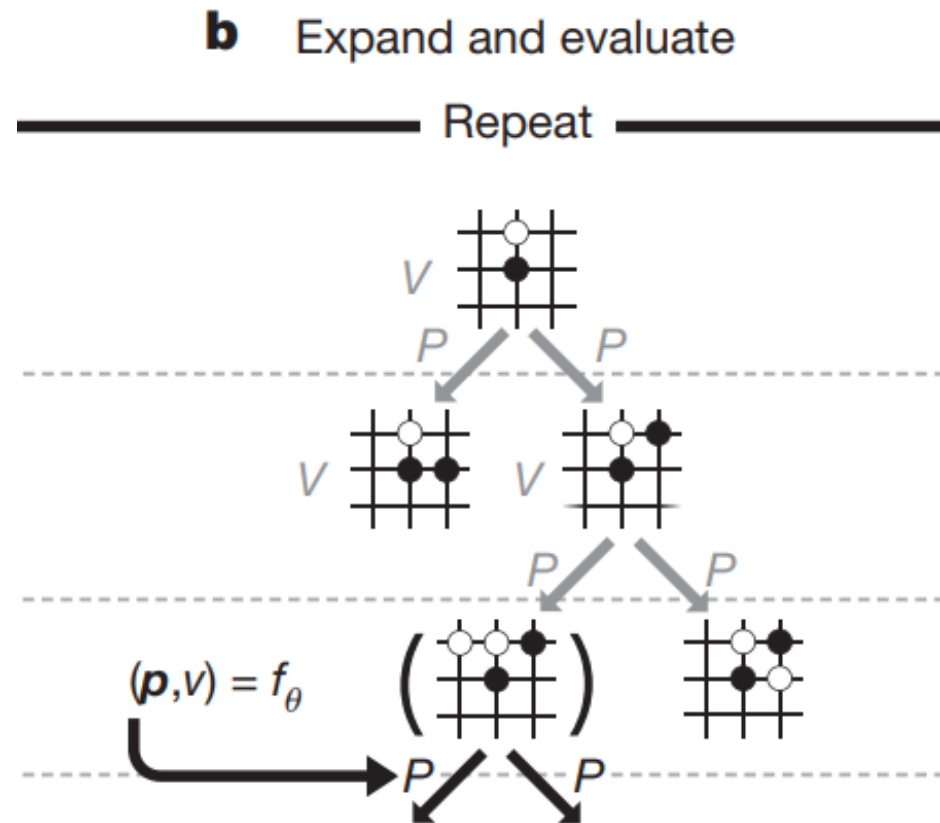 b Expand and evaluate
Repeat
V
P P
V V
P P
(p,v) = fθ ( )
P P